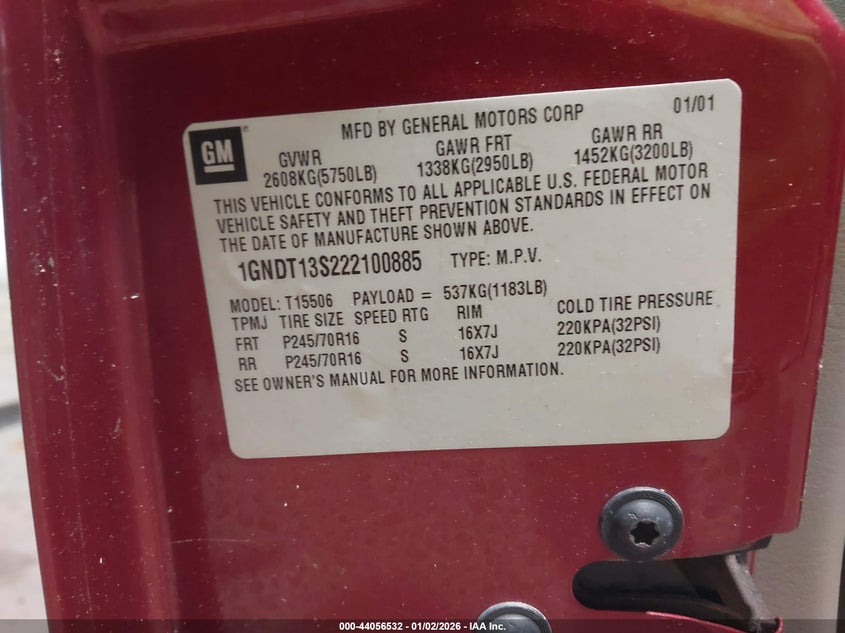 MFD BY GENERAL MOTORS CORP 01/01
GM
GVWR GAWR FRT GAWR RR
2608KG(5750LB) 1338KG(2950LB) 1452KG(3200LB)
THIS VEHICLE CONFORMS TO ALL APPLICABLE U.S. FEDERAL MOTOR
VEHICLE SAFETY AND THEFT PREVENTION STANDARDS IN EFFECT ON
THE DATE OF MANUFACTURE SHOWN ABOVE.
1GNDT13S222100885 TYPE: M.P.V.
MODEL: T15506 PAYLOAD = 537KG(1183LB)
TPMJ TIRE SIZE SPEED RTG RIM COLD TIRE PRESSURE
FRT P245/70R16 S 16X7J 220KPA(32PSI)
RR P245/70R16 S 16X7J 220KPA(32PSI)
SEE OWNER'S MANUAL FOR MORE INFORMATION.
000-44056532 - 01/02/2026 - IAA Inc.